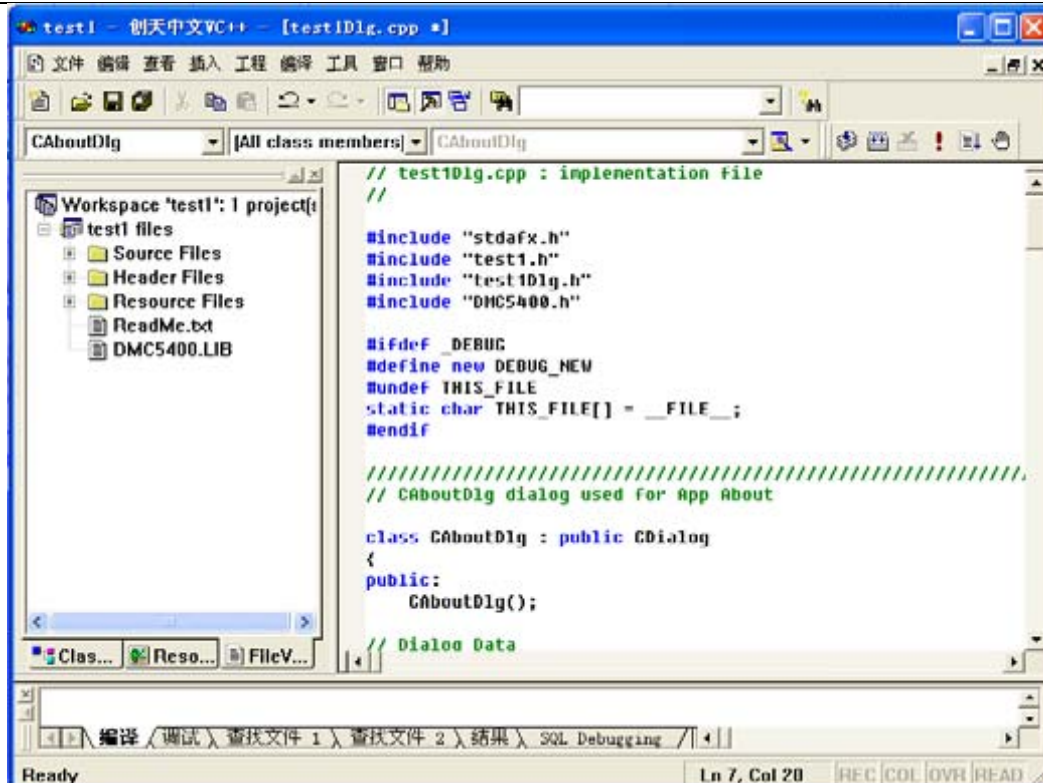 test1 - 创天中文VC++ - [test1Dlg.cpp *]
文件 编辑 查看 插入 工程 编译 工具 窗口 帮助
CAboutDlg [All class members] CAboutDlg
Workspace 'test1': 1 project(s
test1 files
Source Files
Header Files
Resource Files
ReadMe.txt
DMC5400.LIB
Clas... Reso... FileV...
// test1Dlg.cpp : implementation file
//
#include "stdafx.h"
#include "test1.h"
#include "test1Dlg.h"
#include "DMC5400.h"
#ifdef _DEBUG
#define new DEBUG_NEW
#undef THIS_FILE
static char THIS_FILE[] = __FILE__;
#endif
/////////////////////////////////////////////////////////////
// CAboutDlg dialog used for App About
class CAboutDlg : public CDialog
{
public:
CAboutDlg();
// Dialog Data
编译 调试 查找文件 1 查找文件 2 结果 SQL Debugging
Ready Ln 7, Col 20 REC COL OVR READ